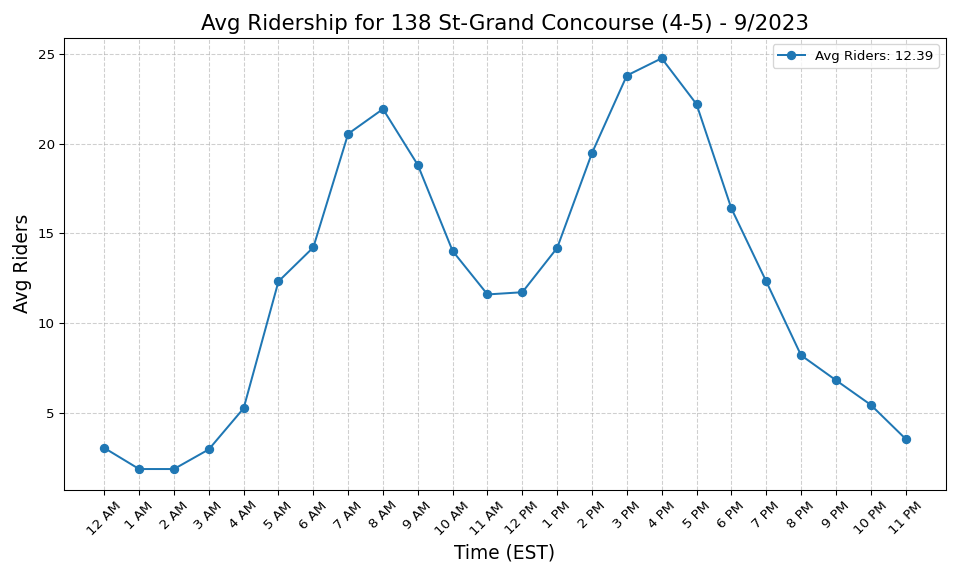 Avg Ridership for 138 St-Grand Concourse (4-5) - 9/2023
Avg Riders: 12.39
25
20
15
10
5
Avg Riders
12 AM
1 AM
2 AM
3 AM
4 AM
5 AM
6 AM
7 AM
8 AM
9 AM
10 AM
11 AM
12 PM
1 PM
2 PM
3 PM
4 PM
5 PM
6 PM
7 PM
8 PM
9 PM
10 PM
11 PM
Time (EST)